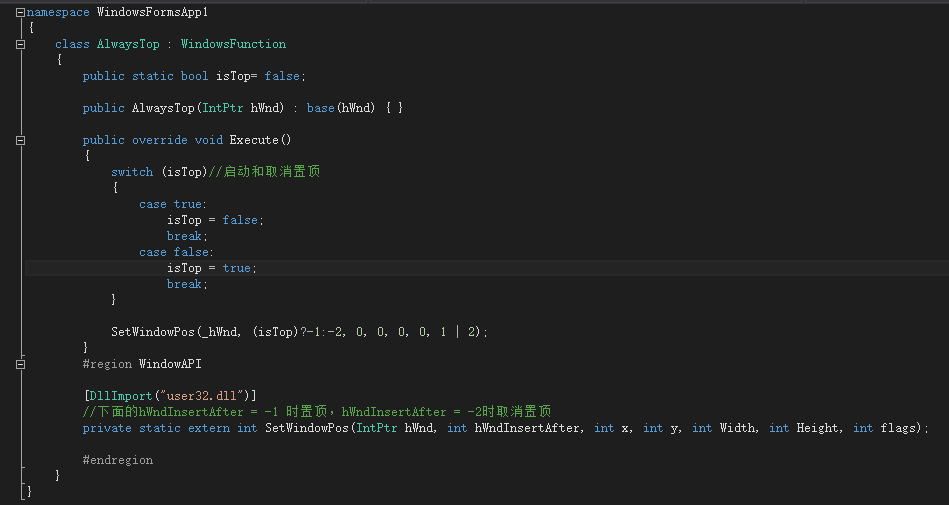 namespace WindowsFormsApp1
{
class AlwaysTop : WindowsFunction
{
public static bool isTop= false;
public AlwaysTop(IntPtr hWnd) : base(hWnd) { }
public override void Execute()
{
switch (isTop)//启动和取消置顶
{
case true:
isTop = false;
break;
case false:
isTop = true;
break;
}
SetWindowPos(_hWnd, (isTop)?-1:-2, 0, 0, 0, 0, 1 | 2);
}
#region WindowAPI
[DllImport("user32.dll")]
//下面的hWndInsertAfter = -1 时置顶，hWndInsertAfter = -2时取消置顶
private static extern int SetWindowPos(IntPtr hWnd, int hWndInsertAfter, int x, int y, int Width, int Height, int flags);
#endregion
}
}